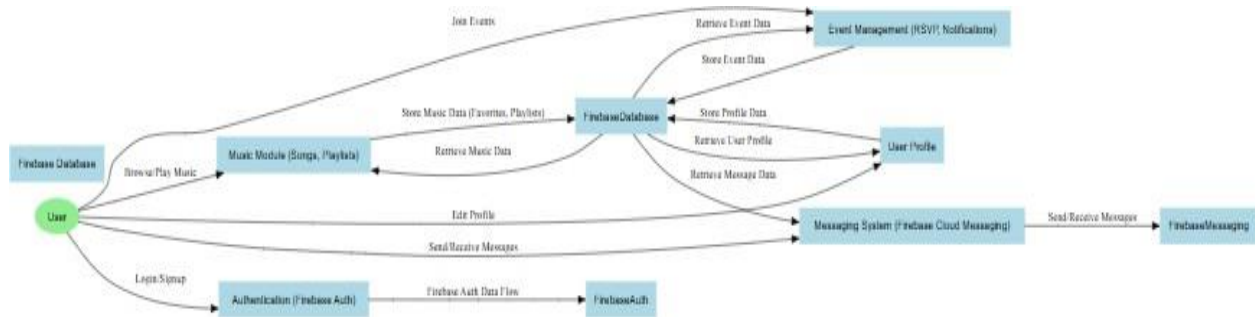 Join Events
Retrieve Event Data
Event Management (RSVP, Notifications)
Store Event Data
Store Music Data (Favorites, Playlists)
FirebaseDatabase
Store Profile Data
Firebase Database
Music Module (Songs, Playlists)
Retrieve Music Data
Retrieve User Profile
User Profile
Browse/Play Music
Retrieve Message Data
User
Edit Profile
Messaging System (Firebase Cloud Messaging)
Send/Receive Messages
FirebaseMessaging
Send/Receive Messages
Login/Signup
Authentication (Firebase Auth)
Firebase Auth Data Flow
FirebaseAuth